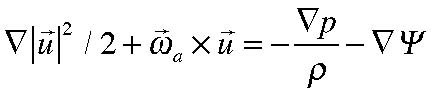 ∇|u⃗|² / 2 + ω⃗ₐ × u⃗ = −∇p/ρ − ∇Ψ